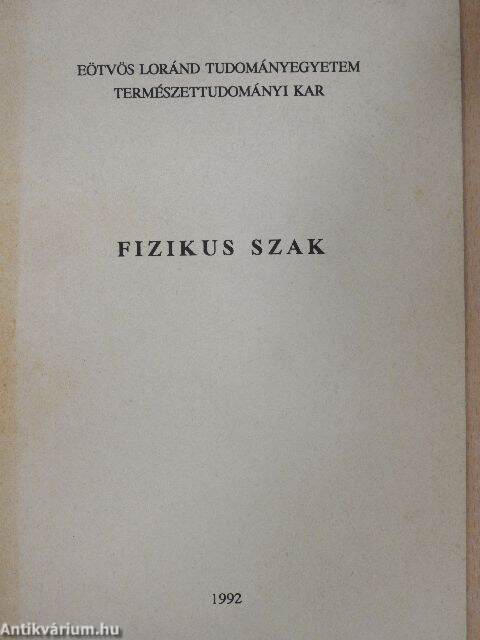 EÖTVÖS LORÁND TUDOMÁNYEGYETEM
TERMÉSZETTUDOMÁNYI KAR
FIZIKUS SZAK
1992
Antikvárium.hu